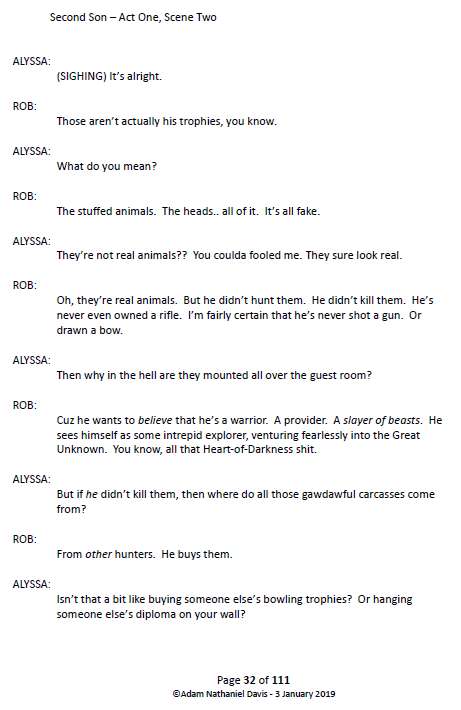 Second Son – Act One, Scene Two
ALYSSA:
(SIGHING) It's alright.
ROB:
Those aren't actually his trophies, you know.
ALYSSA:
What do you mean?
ROB:
The stuffed animals.  The heads.. all of it.  It's all fake.
ALYSSA:
They're not real animals??  You coulda fooled me. They sure look real.
ROB:
Oh, they're real animals.  But he didn't hunt them.  He didn't kill them.  He's
never even owned a rifle.  I'm fairly certain that he's never shot a gun.  Or
drawn a bow.
ALYSSA:
Then why in the hell are they mounted all over the guest room?
ROB:
Cuz he wants to believe that he's a warrior.  A provider.  A slayer of beasts.  He
sees himself as some intrepid explorer, venturing fearlessly into the Great
Unknown.  You know, all that Heart-of-Darkness shit.
ALYSSA:
But if he didn't kill them, then where do all those gawdawful carcasses come
from?
ROB:
From other hunters.  He buys them.
ALYSSA:
Isn't that a bit like buying someone else's bowling trophies?  Or hanging
someone else's diploma on your wall?
Page 32 of 111
©Adam Nathaniel Davis - 3 January 2019